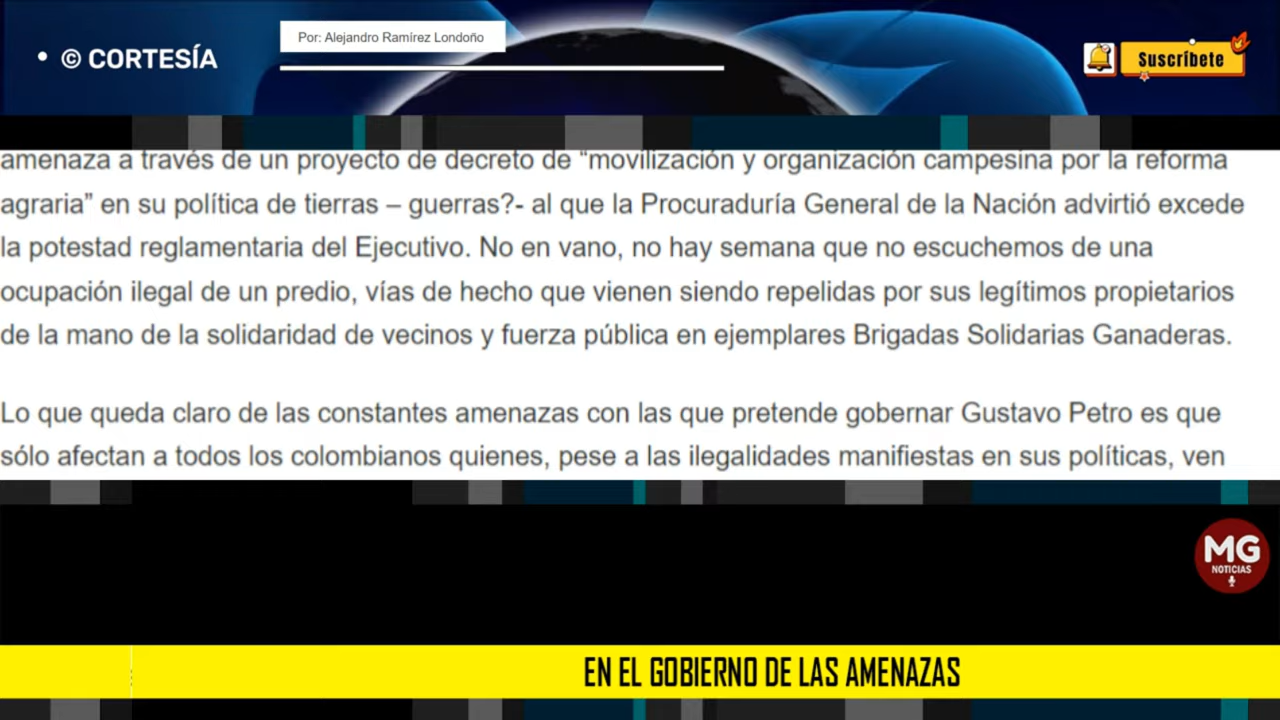 Por: Alejandro Ramírez Londoño
• © CORTESÍA
Suscríbete
amenaza a través de un proyecto de decreto de “movilización y organización campesina por la reforma
agraria” en su política de tierras – guerras?- al que la Procuraduría General de la Nación advirtió excede
la potestad reglamentaria del Ejecutivo. No en vano, no hay semana que no escuchemos de una
ocupación ilegal de un predio, vías de hecho que vienen siendo repelidas por sus legítimos propietarios
de la mano de la solidaridad de vecinos y fuerza pública en ejemplares Brigadas Solidarias Ganaderas.
Lo que queda claro de las constantes amenazas con las que pretende gobernar Gustavo Petro es que
sólo afectan a todos los colombianos quienes, pese a las ilegalidades manifiestas en sus políticas, ven
MG
NOTICIAS
EN EL GOBIERNO DE LAS AMENAZAS